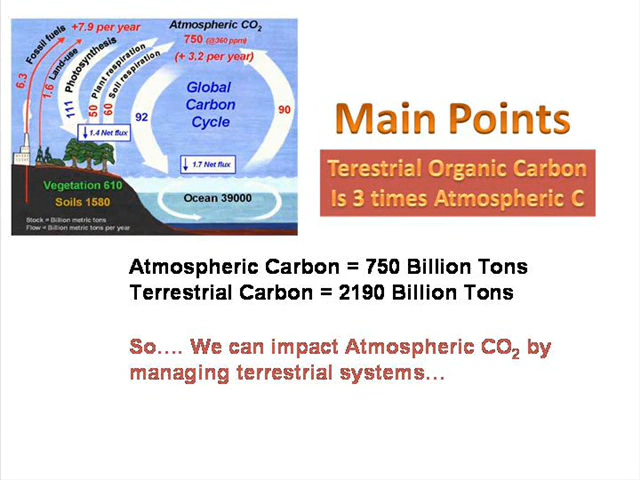 +7.9 per year
Atmospheric CO2
750 (@360 ppm)
(+ 3.2 per year)
Fossil fuels
Land-use
Photosynthesis
Plant respiration
Soil respiration
6.3
1.6
111
50
60
92
90
Global
Carbon
Cycle
1.4 Net flux
1.7 Net flux
Vegetation 610
Soils 1580
Ocean 39000
Stock = Billion metric tons
Flow = Billion metric tons per year
Main Points
Terestrial Organic Carbon
Is 3 times Atmospheric C
Atmospheric Carbon = 750 Billion Tons
Terrestrial Carbon = 2190 Billion Tons
So.... We can impact Atmospheric CO2 by
managing terrestrial systems...